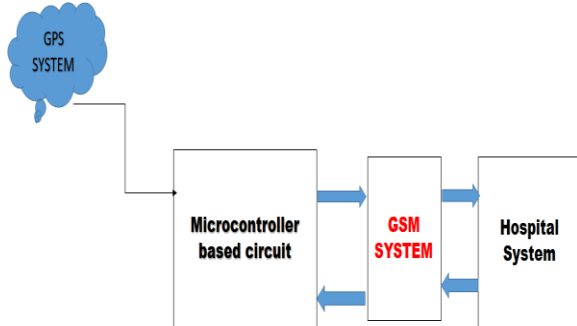 GPS
SYSTEM
Microcontroller
based circuit
GSM
SYSTEM
Hospital
System